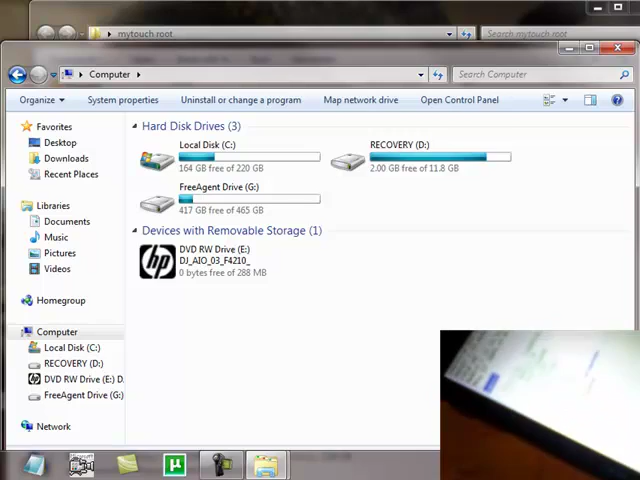 mytouch root
Search mytouch root
Computer
Search Computer
Organize
System properties
Uninstall or change a program
Map network drive
Open Control Panel
Favorites
Desktop
Downloads
Recent Places
Libraries
Documents
Music
Pictures
Videos
Homegroup
Computer
Local Disk (C:)
RECOVERY (D:)
DVD RW Drive (E:) D.
FreeAgent Drive (G:)
Network
Hard Disk Drives (3)
Local Disk (C:)
164 GB free of 220 GB
RECOVERY (D:)
2.00 GB free of 11.8 GB
FreeAgent Drive (G:)
417 GB free of 465 GB
Devices with Removable Storage (1)
hp
DVD RW Drive (E:)
DJ_AIO_03_F4210_
0 bytes free of 288 MB